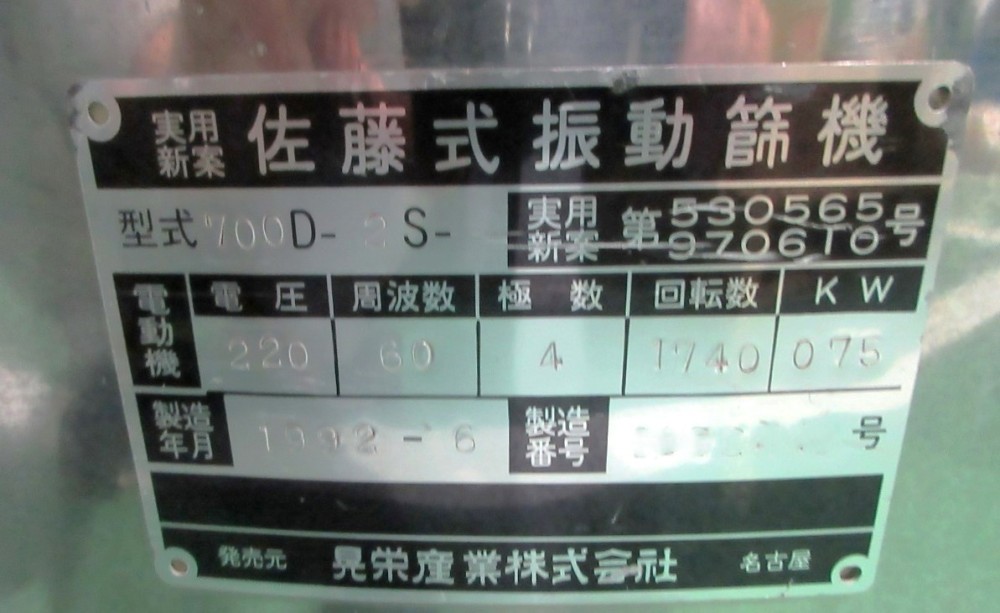 実用新案 佐藤式振動篩機
型式 700D-2S- 実用新案 第530565 970610号
電動機 電圧 周波数 極数 回転数 KW
220 60 4 1740 075
製造年月 1992-6 製造番号 号
発売元 晃栄産業株式会社 名古屋